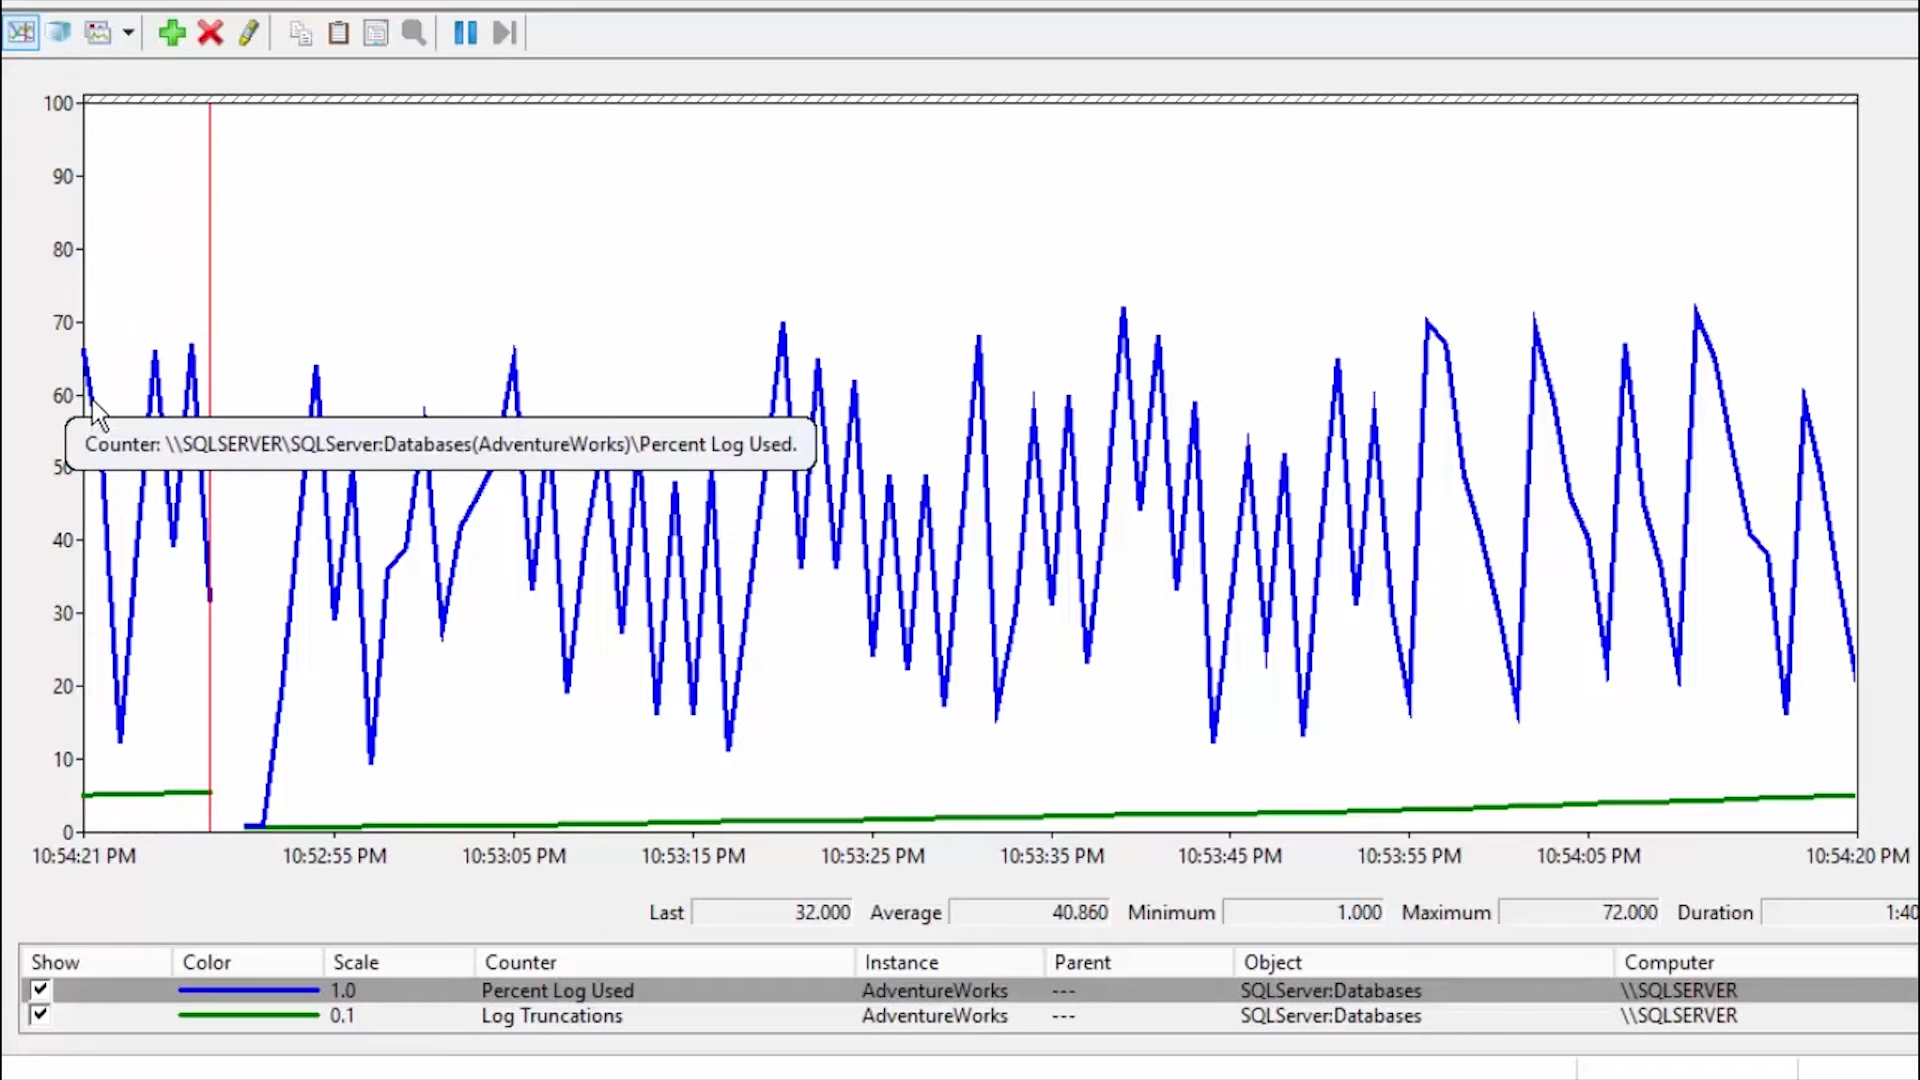 100
90
80
70
60
Counter: \\SQLSERVER\SQLServer:Databases(AdventureWorks)\Percent Log Used.
50
40
30
20
10
0
10:54:21 PM 10:52:55 PM 10:53:05 PM 10:53:15 PM 10:53:25 PM 10:53:35 PM 10:53:45 PM 10:53:55 PM 10:54:05 PM 10:54:20 PM
Last 32.000 Average 40.860 Minimum 1.000 Maximum 72.000 Duration 1:40
Show Color Scale Counter Instance Parent Object Computer
1.0 Percent Log Used AdventureWorks --- SQLServer:Databases \\SQLSERVER
0.1 Log Truncations AdventureWorks --- SQLServer:Databases \\SQLSERVER